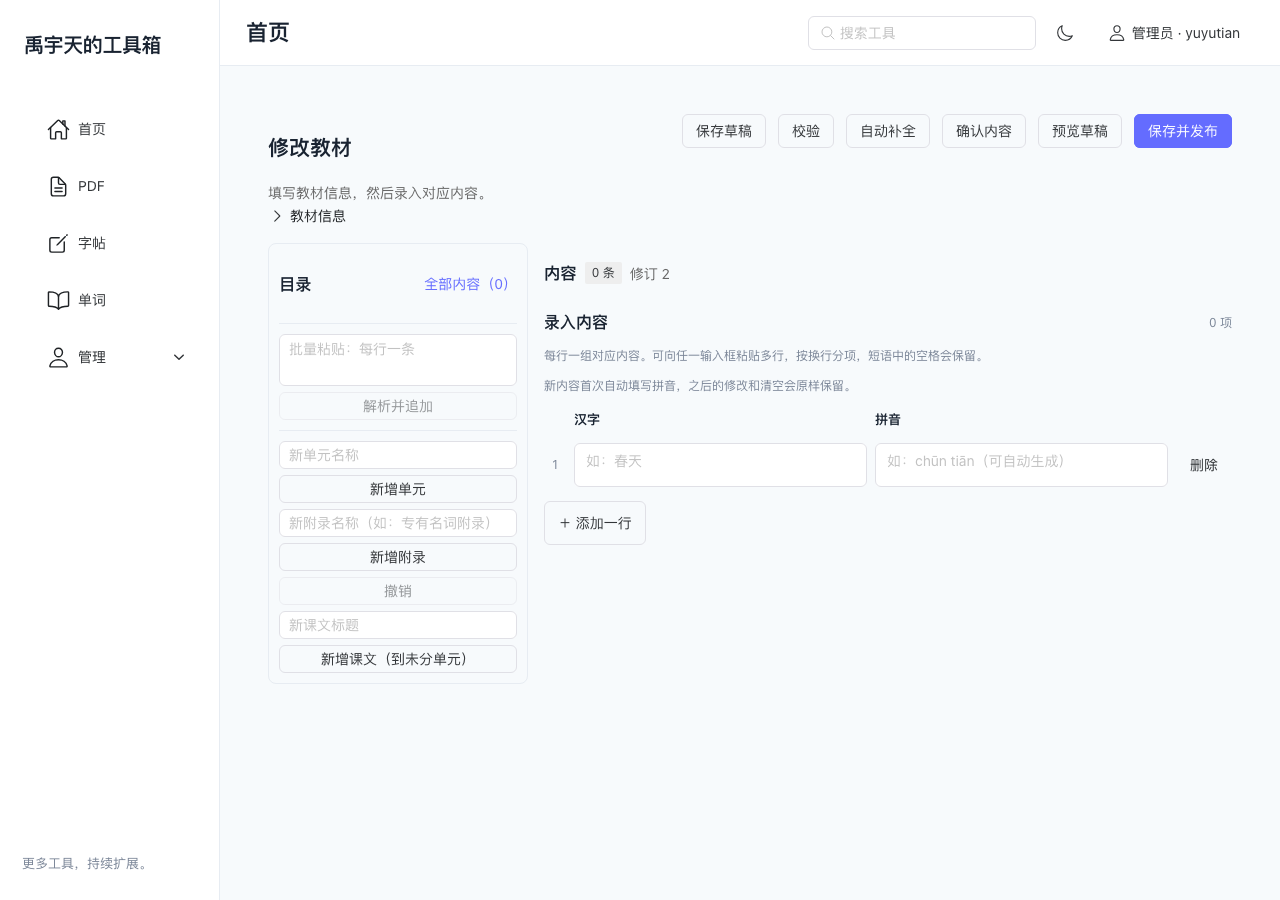 禹宇天的工具箱
首页
搜索工具
管理员 · yuyutian
首页
PDF
字帖
单词
管理
更多工具，持续扩展。
修改教材
保存草稿
校验
自动补全
确认内容
预览草稿
保存并发布
填写教材信息，然后录入对应内容。
教材信息
目录
全部内容（0）
批量粘贴：每行一条
解析并追加
新单元名称
新增单元
新附录名称（如：专有名词附录）
新增附录
撤销
新课文标题
新增课文（到未分单元）
内容 0 条 修订 2
录入内容
0 项
每行一组对应内容。可向任一输入框粘贴多行，按换行分项，短语中的空格会保留。
新内容首次自动填写拼音，之后的修改和清空会原样保留。
汉字 拼音
1 如：春天 如：chūn tiān（可自动生成） 删除
+ 添加一行